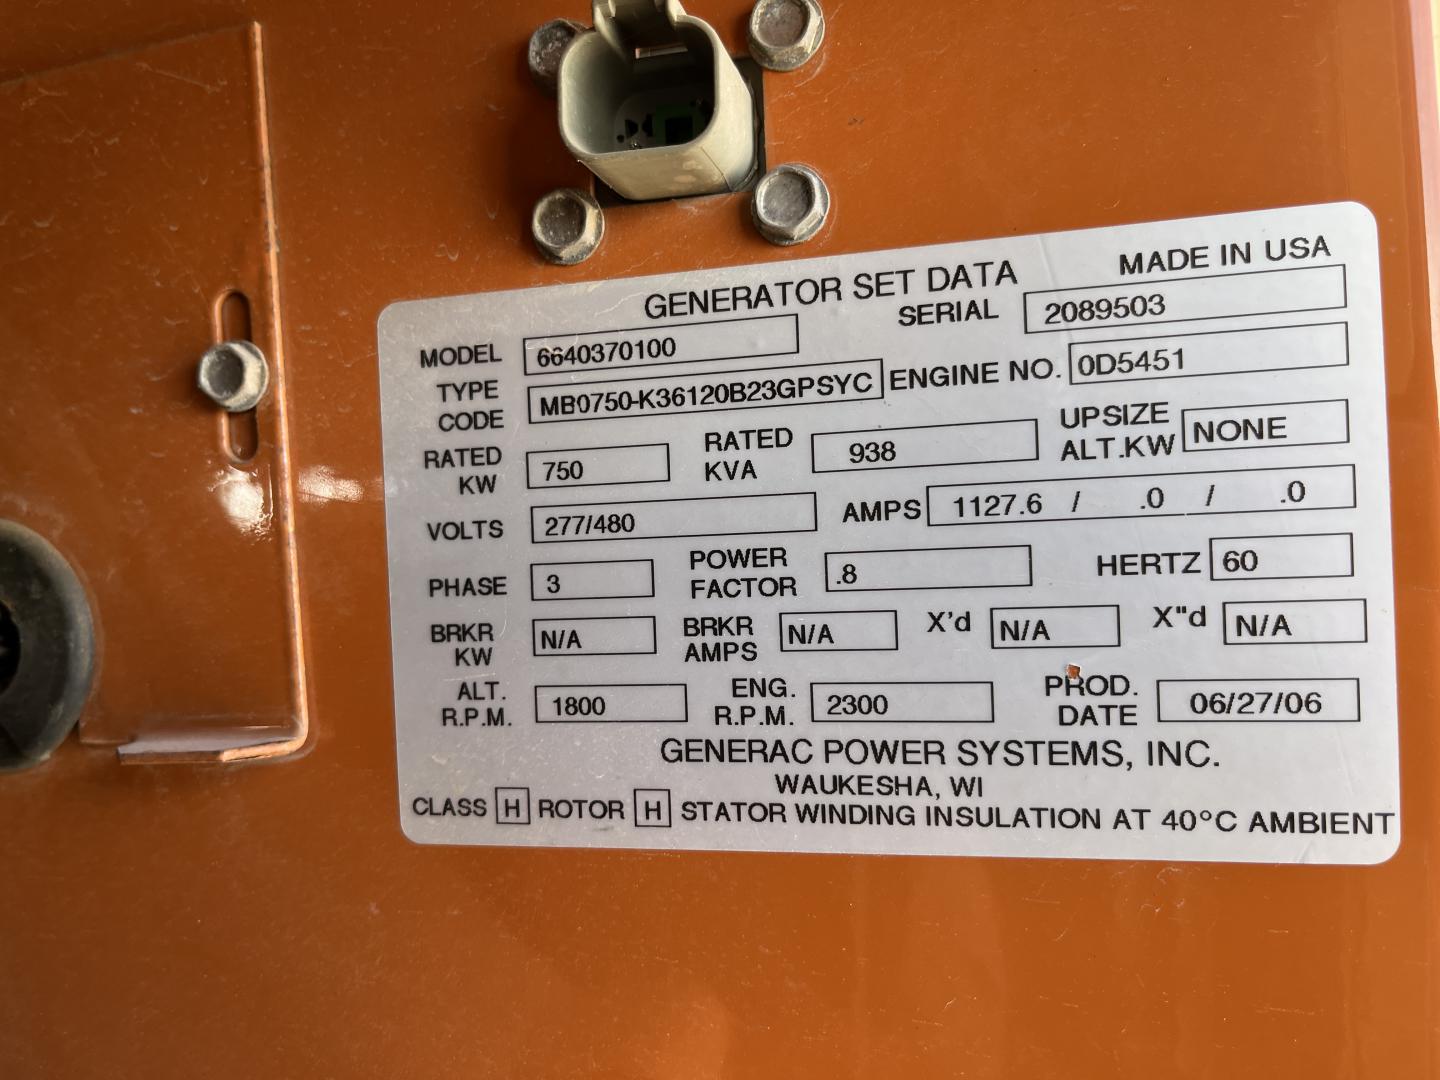 MADE IN USA
GENERATOR SET DATA
MODEL 6640370100 SERIAL 2089503
TYPE CODE MB0750-K36120B23GPSYC ENGINE NO. 0D5451
RATED KW 750 RATED KVA 938 UPSIZE ALT.KW NONE
VOLTS 277/480 AMPS 1127.6 / .0 / .0
PHASE 3 POWER FACTOR .8 HERTZ 60
BRKR KW N/A BRKR AMPS N/A X'd N/A X"d N/A
ALT. R.P.M. 1800 ENG. R.P.M. 2300 PROD. DATE 06/27/06
GENERAC POWER SYSTEMS, INC.
WAUKESHA, WI
CLASS H ROTOR H STATOR WINDING INSULATION AT 40°C AMBIENT